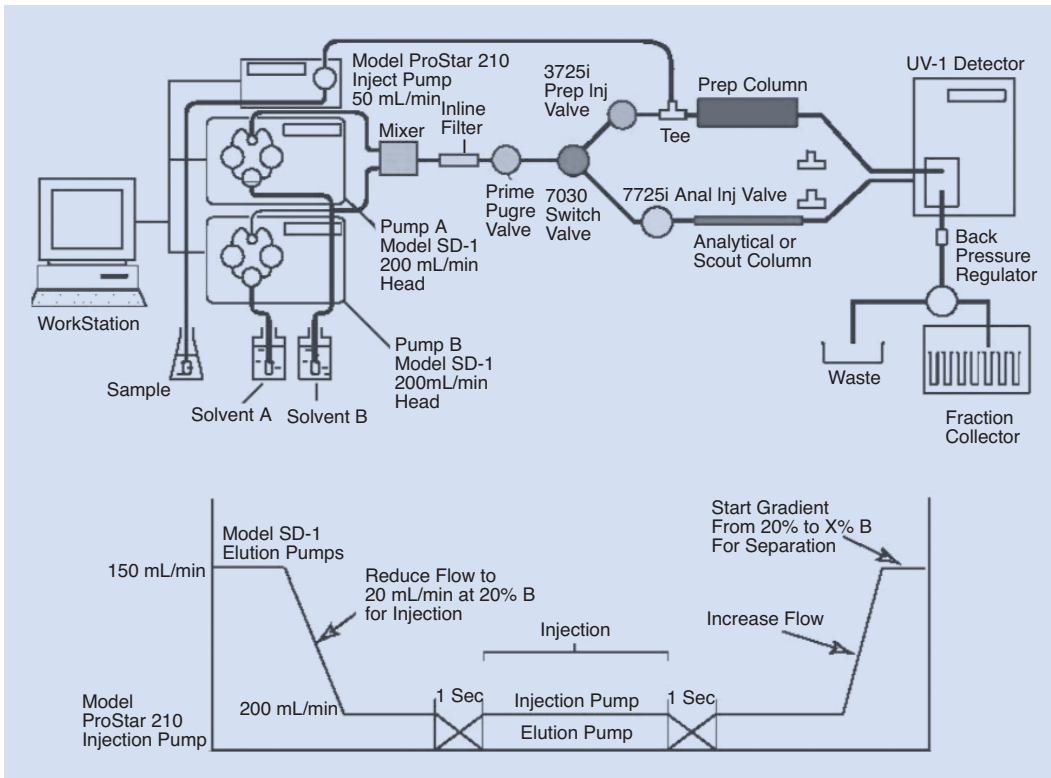 Model ProStar 210
Inject Pump
50 mL/min
Inline
Filter
Mixer
3725i
Prep Inj
Valve
Prep Column
UV-1 Detector
Tee
Prime
Pugre
Valve
7030
Switch
Valve
7725i Anal Inj Valve
Analytical or
Scout Column
Pump A
Model SD-1
200 mL/min
Head
Back
Pressure
Regulator
WorkStation
Pump B
Model SD-1
200mL/min
Head
Sample
Solvent A
Solvent B
Waste
Fraction
Collector
Model SD-1
Elution Pumps
150 mL/min
Reduce Flow to
20 mL/min at 20% B
for Injection
Injection
Start Gradient
From 20% to X% B
For Separation
Increase Flow
Model
ProStar 210
Injection Pump
200 mL/min
1 Sec
Injection Pump
Elution Pump
1 Sec